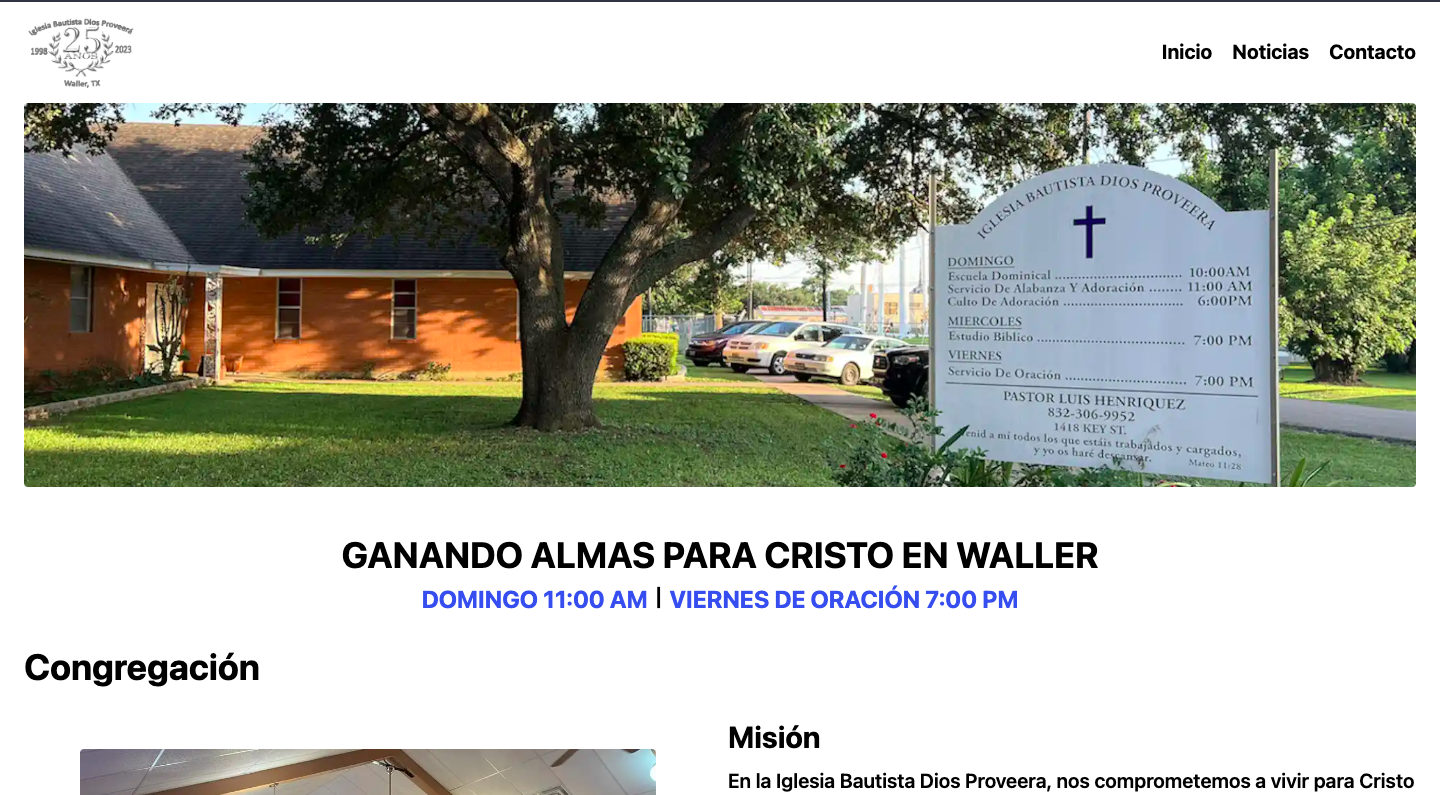 Iglesia Bautista Dios Proveerá
1998 25 2023
AÑOS
Waller, TX
Inicio Noticias Contacto
IGLESIA BAUTISTA DIOS PROVEERA
DOMINGO
Escuela Dominical ................................ 10:00AM
Servicio De Alabanza Y Adoración ........ 11:00 AM
Culto De Adoración .............................. 6:00PM
MIERCOLES
Estudio Biblico ..................................... 7:00 PM
VIERNES
Servicio De Oración .............................. 7:00 PM
PASTOR LUIS HENRIQUEZ
832-306-9952
1418 KEY ST.
enid a mí todos los que estáis trabajados y cargados,
y yo os haré descansar.
Mateo 11:28
GANANDO ALMAS PARA CRISTO EN WALLER
DOMINGO 11:00 AM | VIERNES DE ORACIÓN 7:00 PM
Congregación
Misión
En la Iglesia Bautista Dios Proveera, nos comprometemos a vivir para Cristo